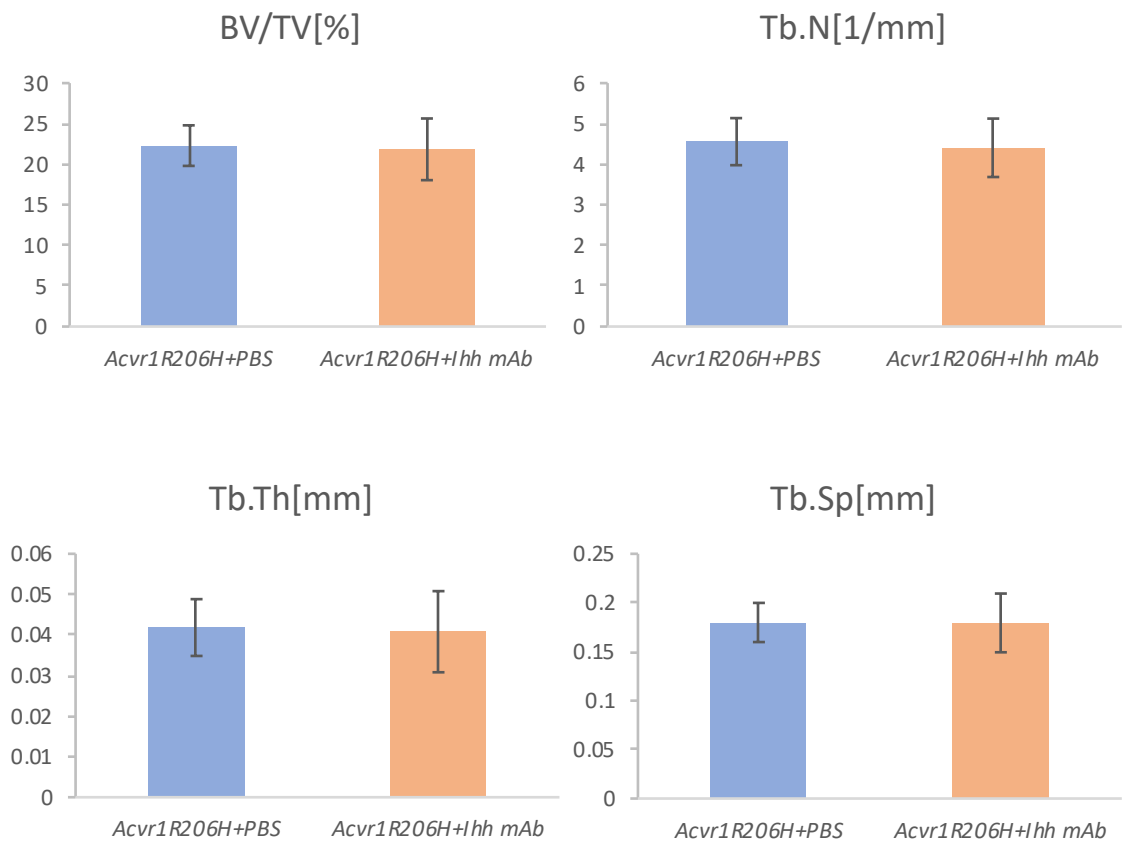 BV/TV[%]
30
25
20
15
10
5
0
Acvr1R206H+PBS
Acvr1R206H+Ihh mAb
Tb.N[1/mm]
6
5
4
3
2
1
0
Acvr1R206H+PBS
Acvr1R206H+Ihh mAb
Tb.Th[mm]
0.06
0.05
0.04
0.03
0.02
0.01
0
Acvr1R206H+PBS
Acvr1R206H+Ihh mAb
Tb.Sp[mm]
0.25
0.2
0.15
0.1
0.05
0
Acvr1R206H+PBS
Acvr1R206H+Ihh mAb